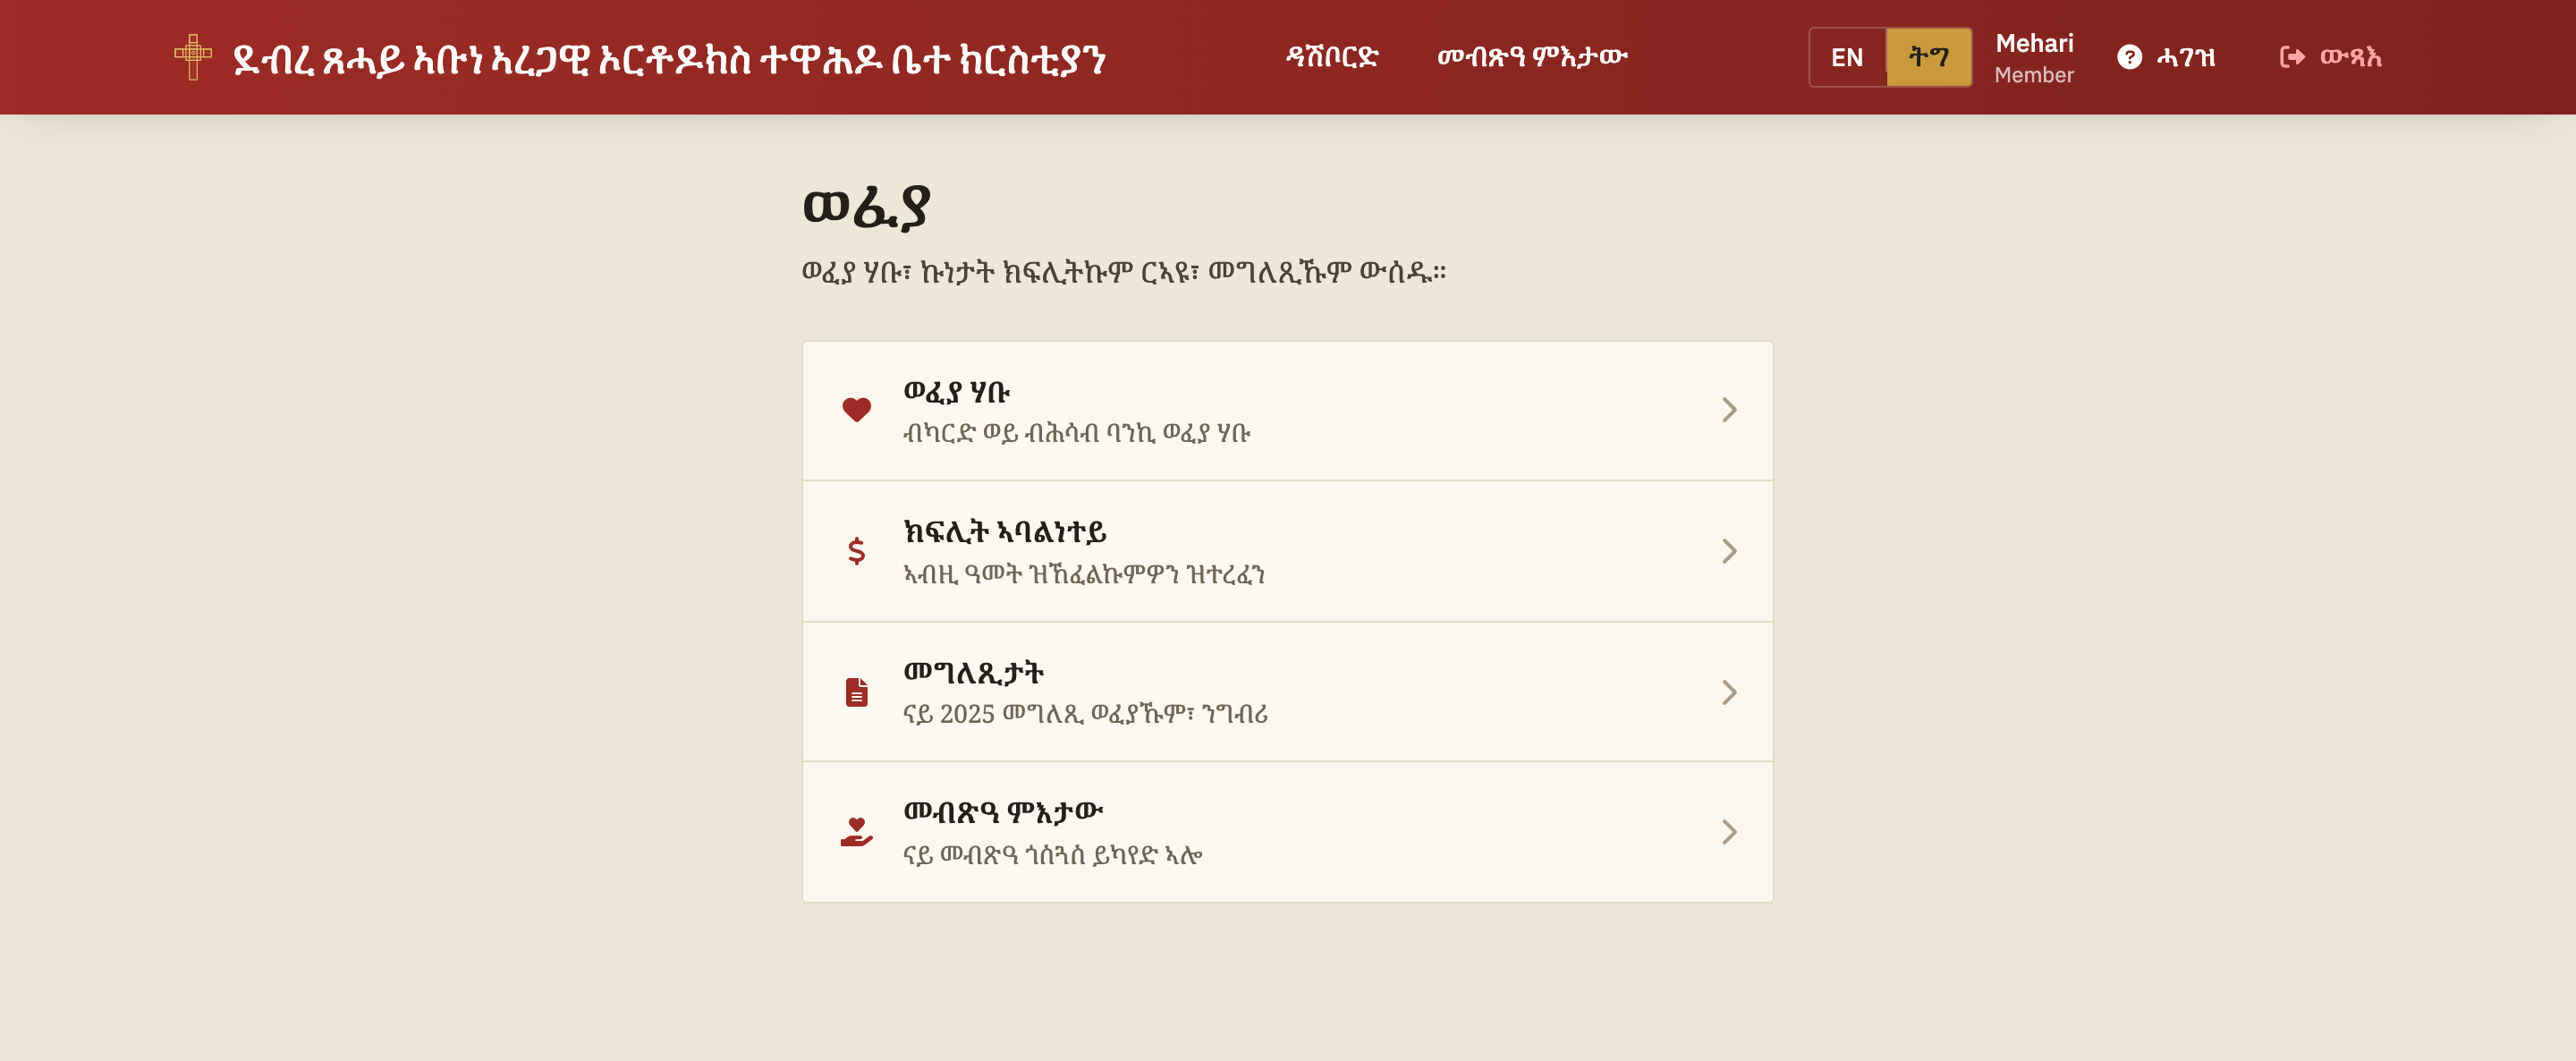 ደብረ ጸሓይ ኣቡነ ኣረጋዊ ኦርቶዶክስ ተዋሕዶ ቤተ ክርስቲያን
ዳሽቦርድ
መብጽዓ ምእታው
EN
ትግ
Mehari
Member
ሓገዝ
ውጻእ
ወፈያ
ወፈያ ሃቡ፣ ኩነታት ክፍሊትኩም ርኣዩ፣ መግለጺኹም ውሰዱ።
ወፈያ ሃቡ
ብካርድ ወይ ብሕሳብ ባንኪ ወፈያ ሃቡ
ክፍሊት ኣባልነተይ
ኣብዚ ዓመት ዝኸፈልኩምዎን ዝተረፈን
መግለጺታት
ናይ 2025 መግለጺ ወፈያኹም፣ ንግብሪ
መብጽዓ ምእታው
ናይ መብጽዓ ጎስጓስ ይካየድ ኣሎ